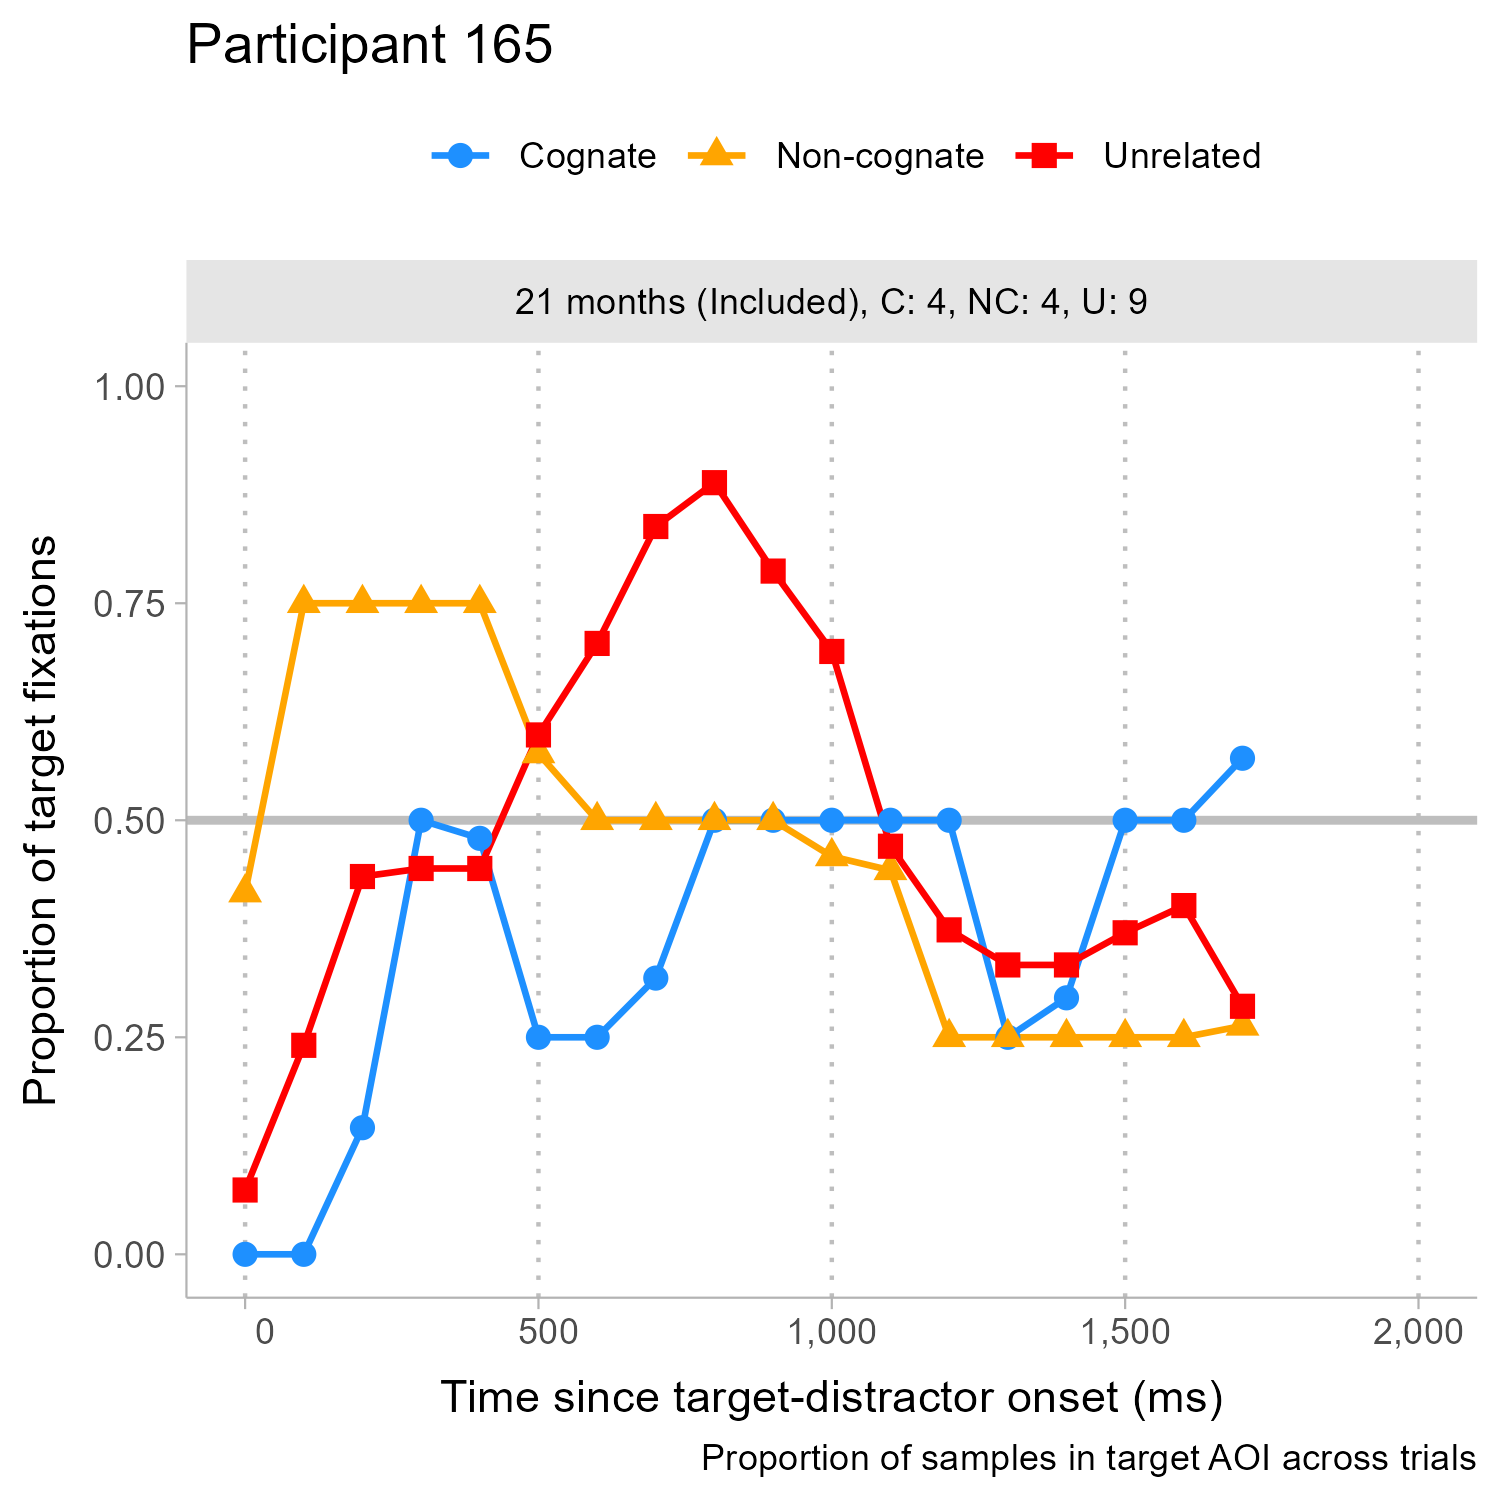 Participant 165
Cognate Non-cognate Unrelated
21 months (Included), C: 4, NC: 4, U: 9
1.00
0.75
0.50
0.25
0.00
Proportion of target fixations
0 500 1,000 1,500 2,000
Time since target-distractor onset (ms)
Proportion of samples in target AOI across trials